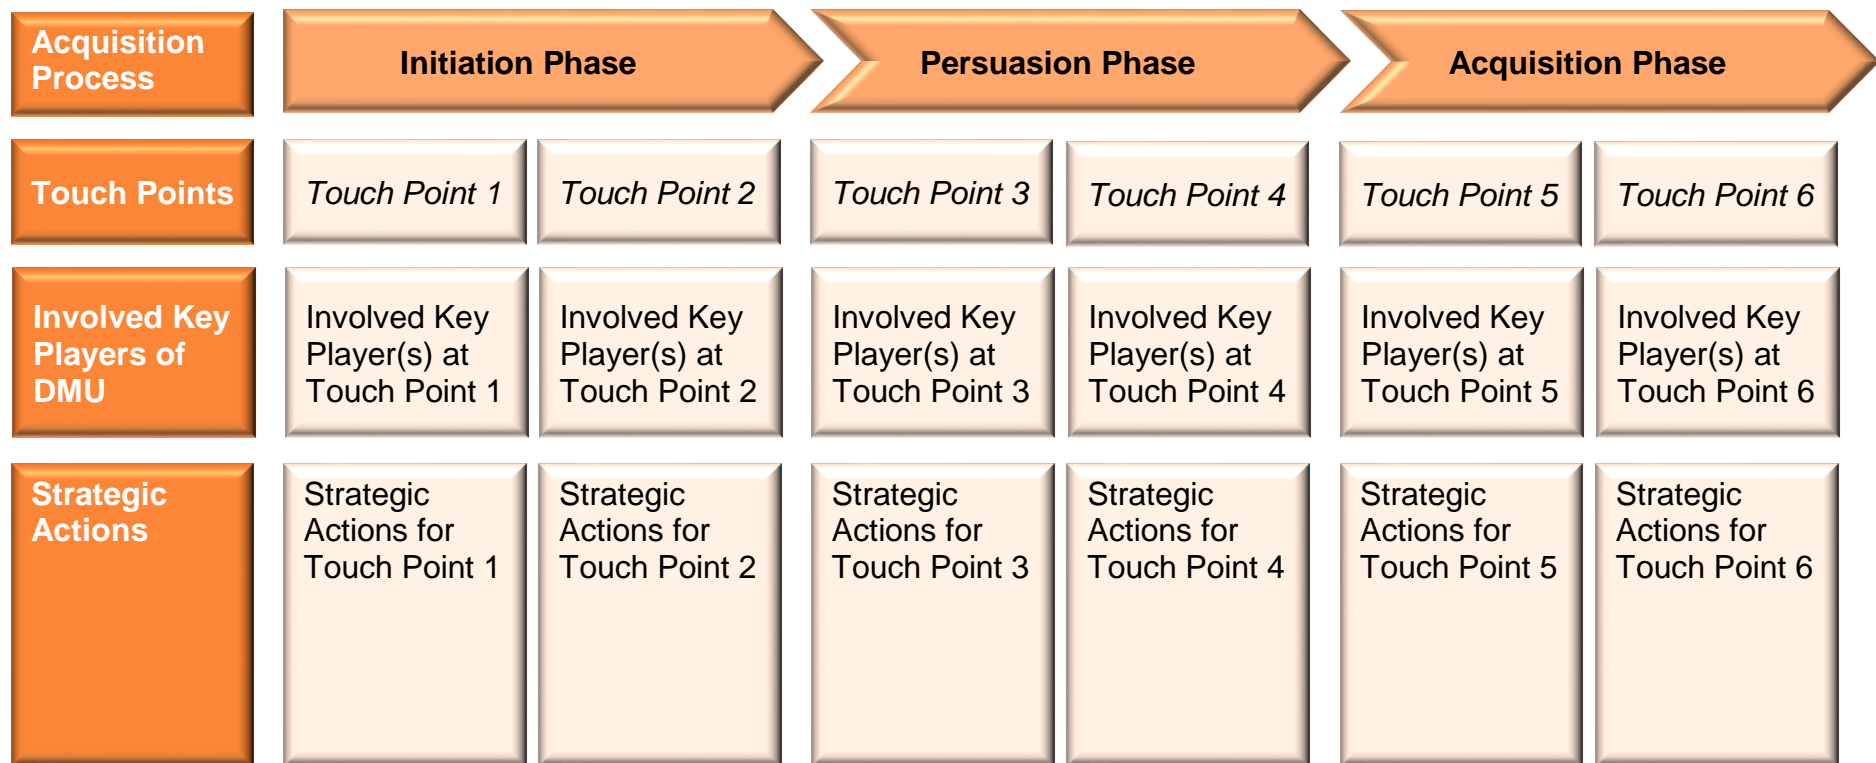 Acquisition
Process
Initiation Phase
Persuasion Phase
Acquisition Phase
Touch Points
Touch Point 1
Touch Point 2
Touch Point 3
Touch Point 4
Touch Point 5
Touch Point 6
Involved Key
Players of
DMU
Involved Key
Player(s) at
Touch Point 1
Involved Key
Player(s) at
Touch Point 2
Involved Key
Player(s) at
Touch Point 3
Involved Key
Player(s) at
Touch Point 4
Involved Key
Player(s) at
Touch Point 5
Involved Key
Player(s) at
Touch Point 6
Strategic
Actions
Strategic
Actions for
Touch Point 1
Strategic
Actions for
Touch Point 2
Strategic
Actions for
Touch Point 3
Strategic
Actions for
Touch Point 4
Strategic
Actions for
Touch Point 5
Strategic
Actions for
Touch Point 6